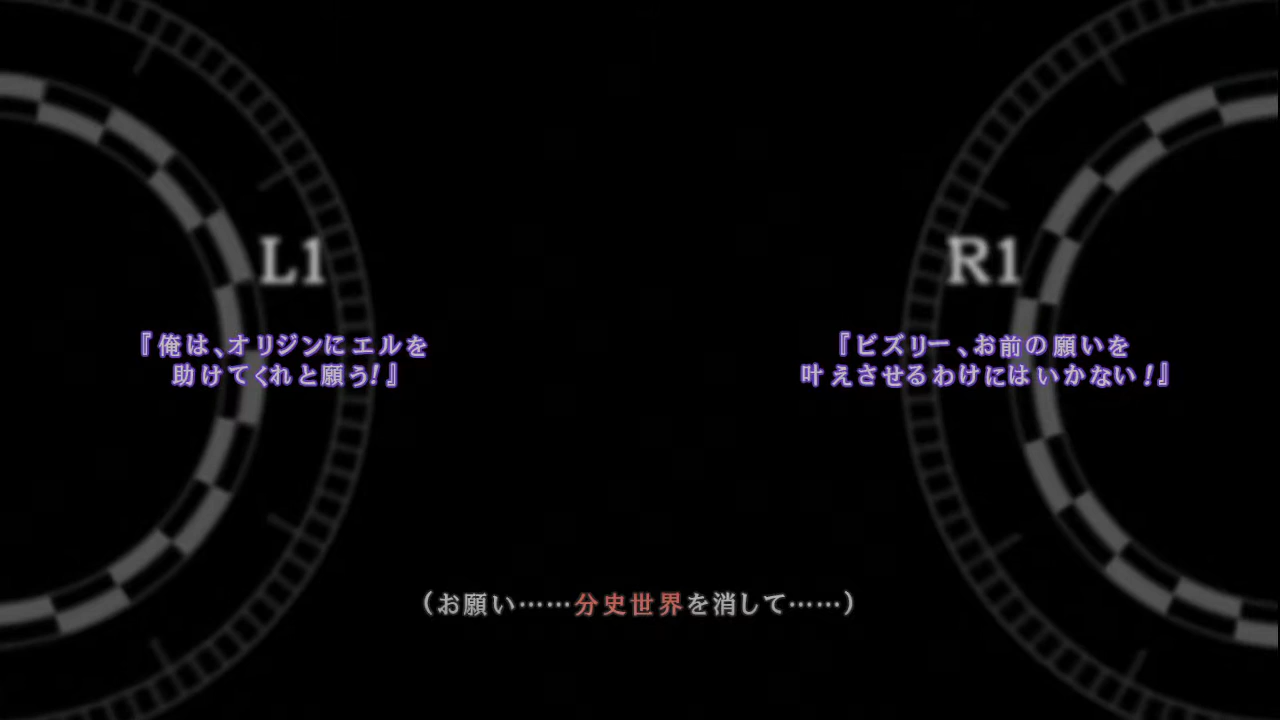 L1
R1
『俺は、オリジンにエルを
助けてくれと願う!』
『ビズリー、お前の願いを
叶えさせるわけにはいかない!』
(お願い……分史世界を消して……)